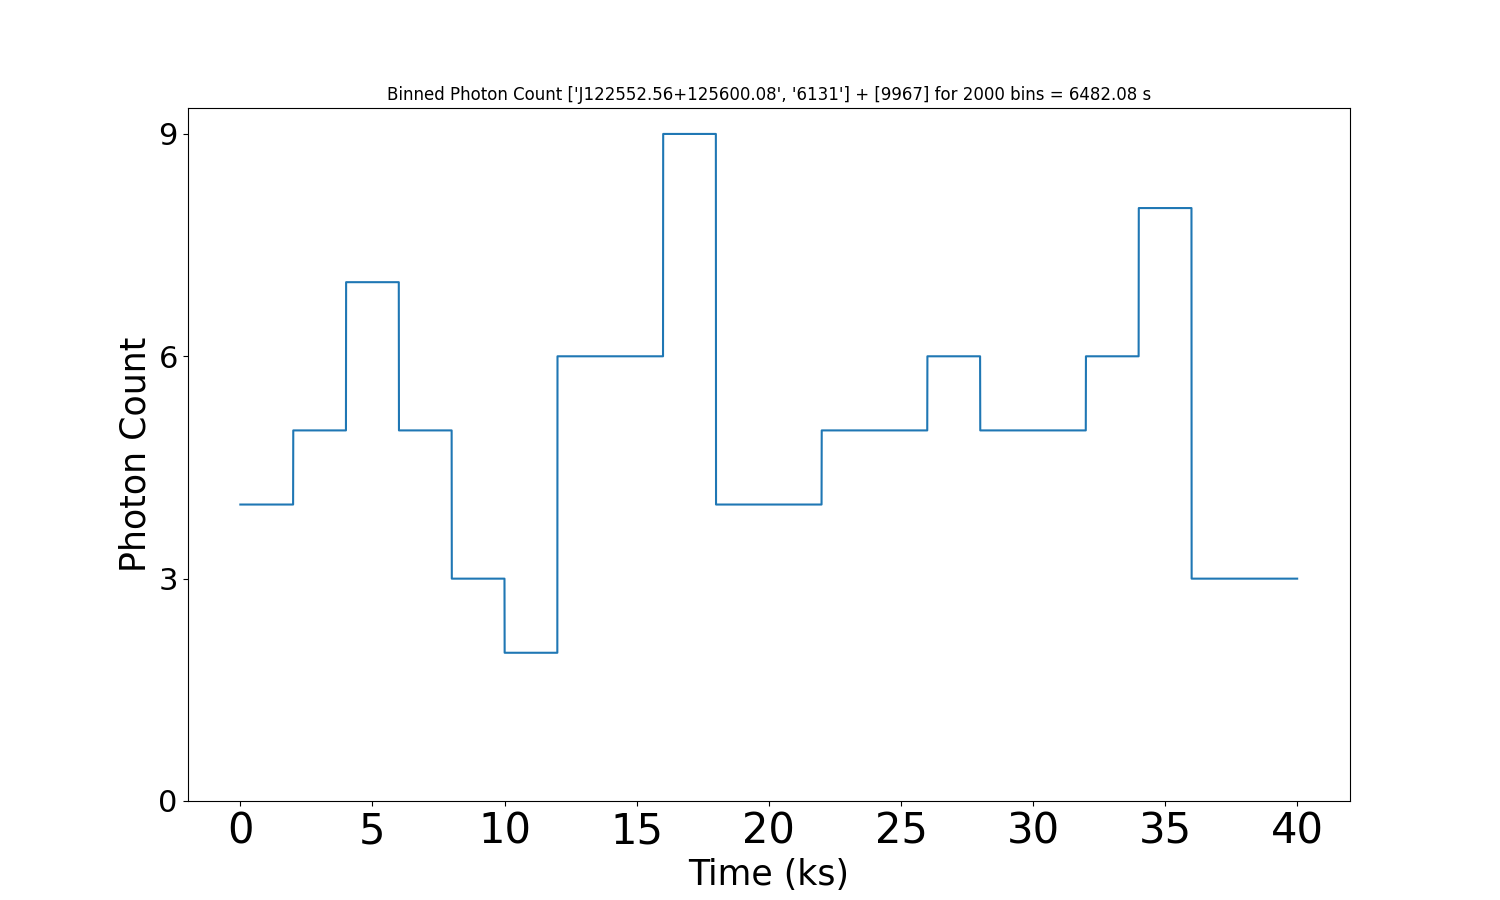 Binned Photon Count ['J122552.56+125600.08', '6131'] + [9967] for 2000 bins = 6482.08 s
9
6
3
0
Photon Count
0 5 10 15 20 25 30 35 40
Time (ks)